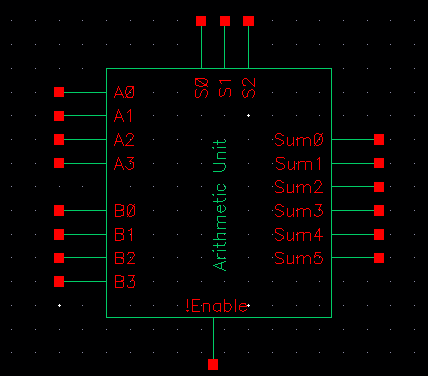 S0
S1
S2
A0
A1
A2
A3
B0
B1
B2
B3
Arithmetic Unit
Sum0
Sum1
Sum2
Sum3
Sum4
Sum5
!Enable